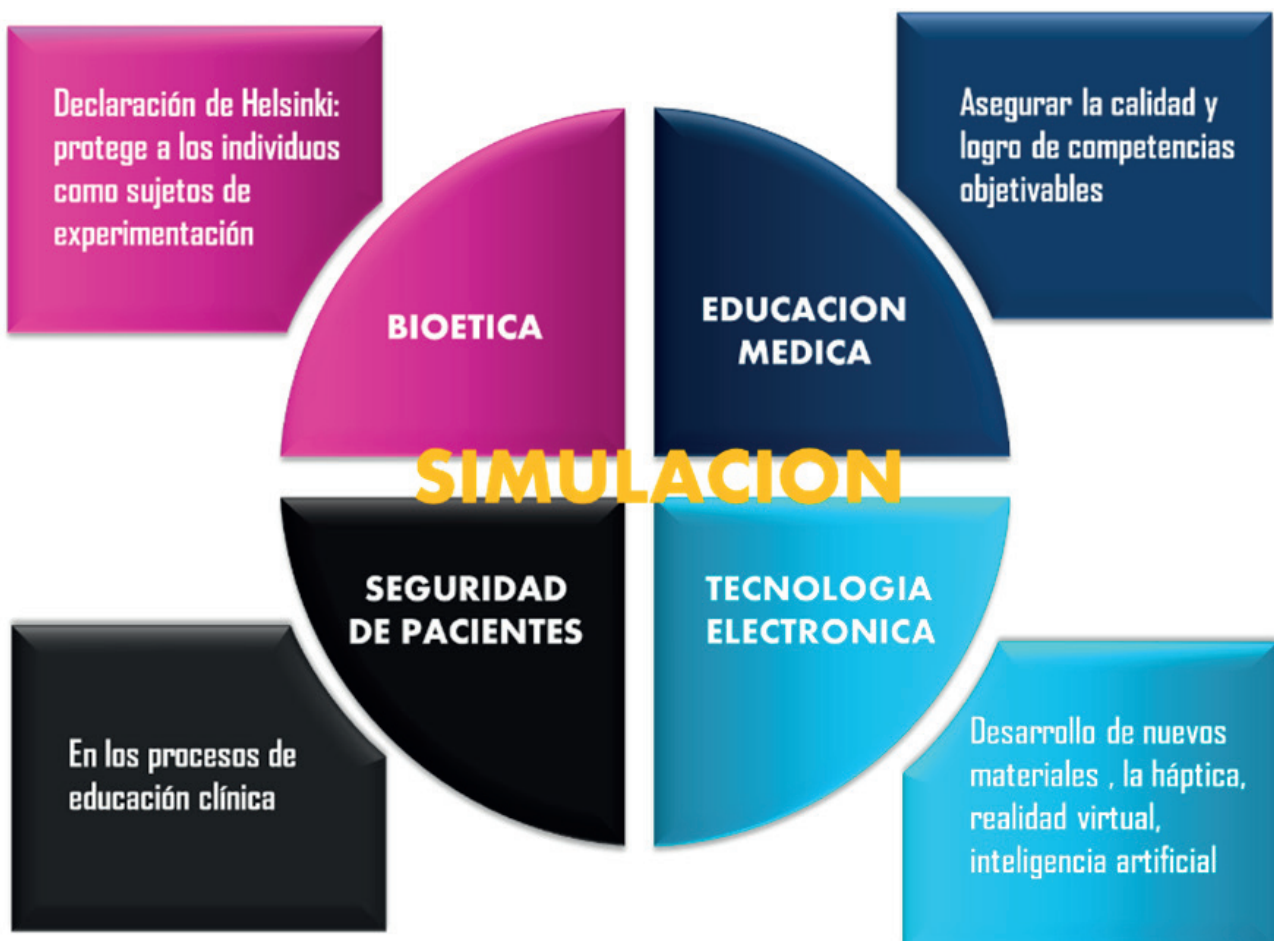 Declaración de Helsinki:
protege a los individuos
como sujetos de
experimentación
Asegurar la calidad y
logro de competencias
objetivables
BIOETICA
EDUCACION
MEDICA
SIMULACION
SEGURIDAD
DE PACIENTES
TECNOLOGIA
ELECTRONICA
En los procesos de
educación clínica
Desarrollo de nuevos
materiales , la háptica,
realidad virtual,
inteligencia artificial